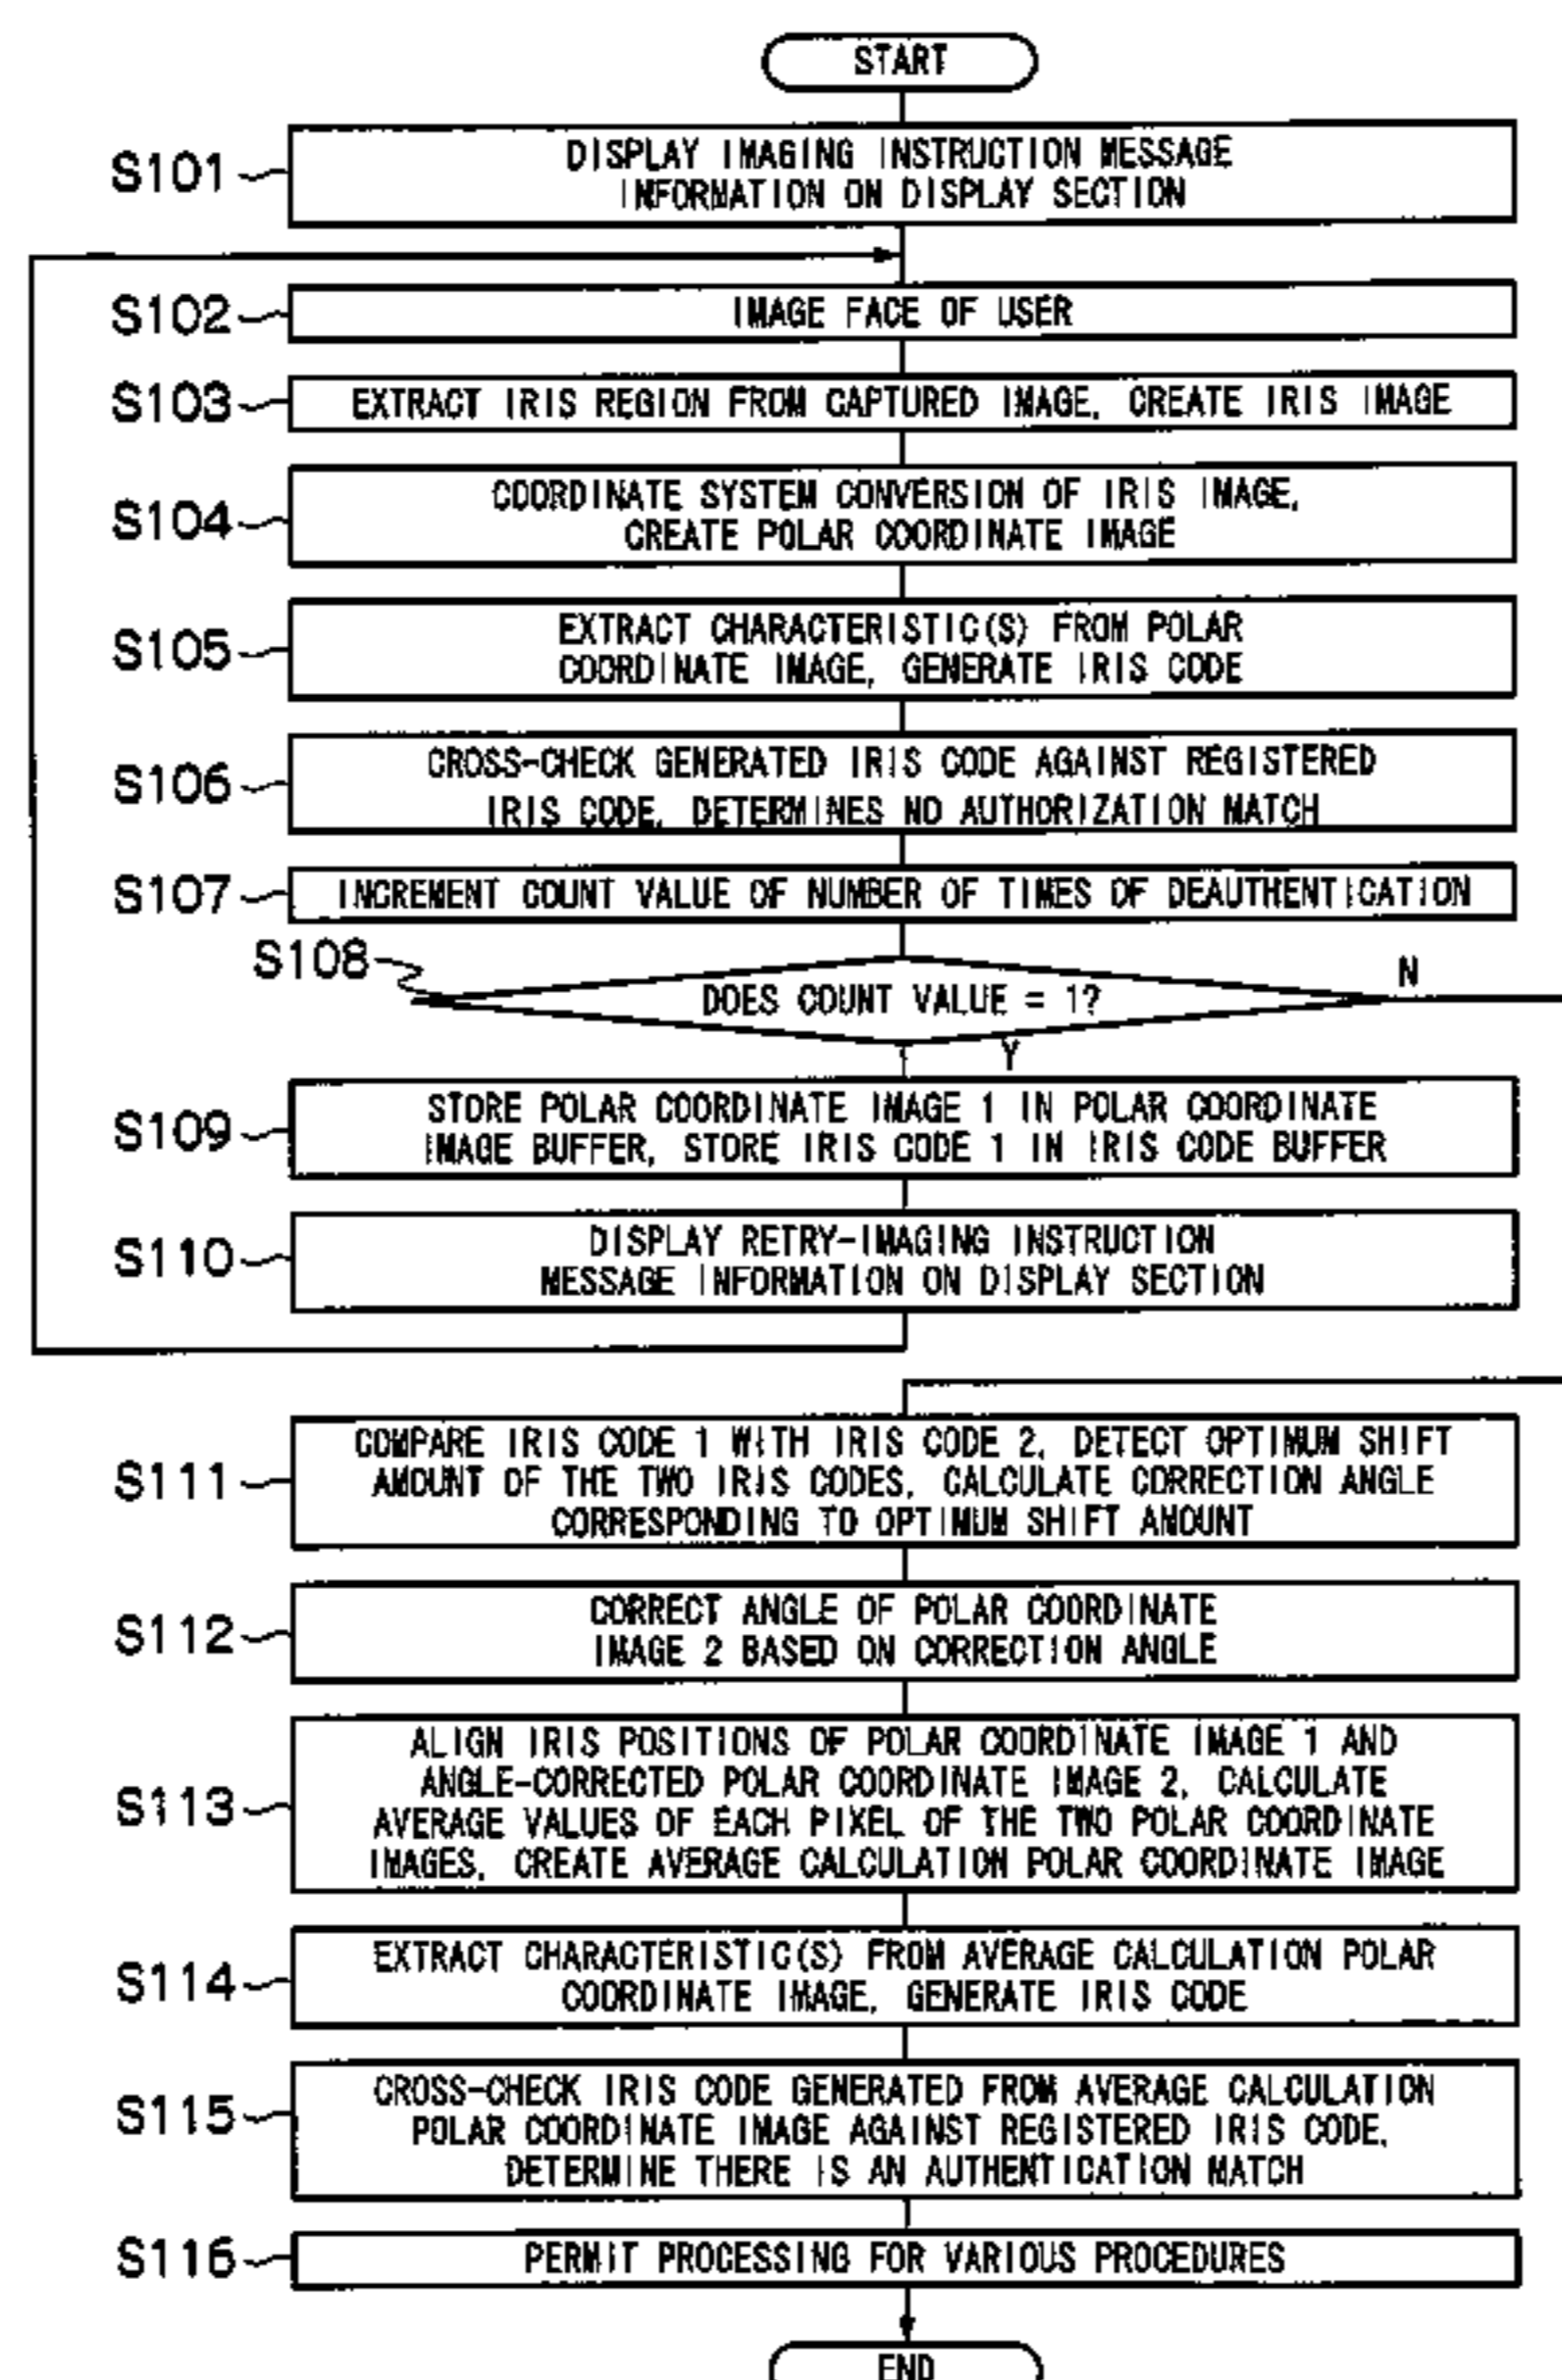 START
S101
DISPLAY IMAGING INSTRUCTION MESSAGE
INFORMATION ON DISPLAY SECTION
S102
IMAGE FACE OF USER
S103
EXTRACT IRIS REGION FROM CAPTURED IMAGE, CREATE IRIS IMAGE
S104
COORDINATE SYSTEM CONVERSION OF IRIS IMAGE,
CREATE POLAR COORDINATE IMAGE
S105
EXTRACT CHARACTERISTIC(S) FROM POLAR
COORDINATE IMAGE, GENERATE IRIS CODE
S106
CROSS-CHECK GENERATED IRIS CODE AGAINST REGISTERED
IRIS CODE, DETERMINES NO AUTHORIZATION MATCH
S107
INCREMENT COUNT VALUE OF NUMBER OF TIMES OF DEAUTHENTICATION
S108
DOES COUNT VALUE = 1?
N
Y
S109
STORE POLAR COORDINATE IMAGE 1 IN POLAR COORDINATE
IMAGE BUFFER, STORE IRIS CODE 1 IN IRIS CODE BUFFER
S110
DISPLAY RETRY-IMAGING INSTRUCTION
MESSAGE INFORMATION ON DISPLAY SECTION
S111
COMPARE IRIS CODE 1 WITH IRIS CODE 2, DETECT OPTIMUM SHIFT
AMOUNT OF THE TWO IRIS CODES, CALCULATE CORRECTION ANGLE
CORRESPONDING TO OPTIMUM SHIFT AMOUNT
S112
CORRECT ANGLE OF POLAR COORDINATE
IMAGE 2 BASED ON CORRECTION ANGLE
S113
ALIGN IRIS POSITIONS OF POLAR COORDINATE IMAGE 1 AND
ANGLE-CORRECTED POLAR COORDINATE IMAGE 2, CALCULATE
AVERAGE VALUES OF EACH PIXEL OF THE TWO POLAR COORDINATE
IMAGES, CREATE AVERAGE CALCULATION POLAR COORDINATE IMAGE
S114
EXTRACT CHARACTERISTIC(S) FROM AVERAGE CALCULATION POLAR
COORDINATE IMAGE, GENERATE IRIS CODE
S115
CROSS-CHECK IRIS CODE GENERATED FROM AVERAGE CALCULATION
POLAR COORDINATE IMAGE AGAINST REGISTERED IRIS CODE,
DETERMINE THERE IS AN AUTHENTICATION MATCH
S116
PERMIT PROCESSING FOR VARIOUS PROCEDURES
END